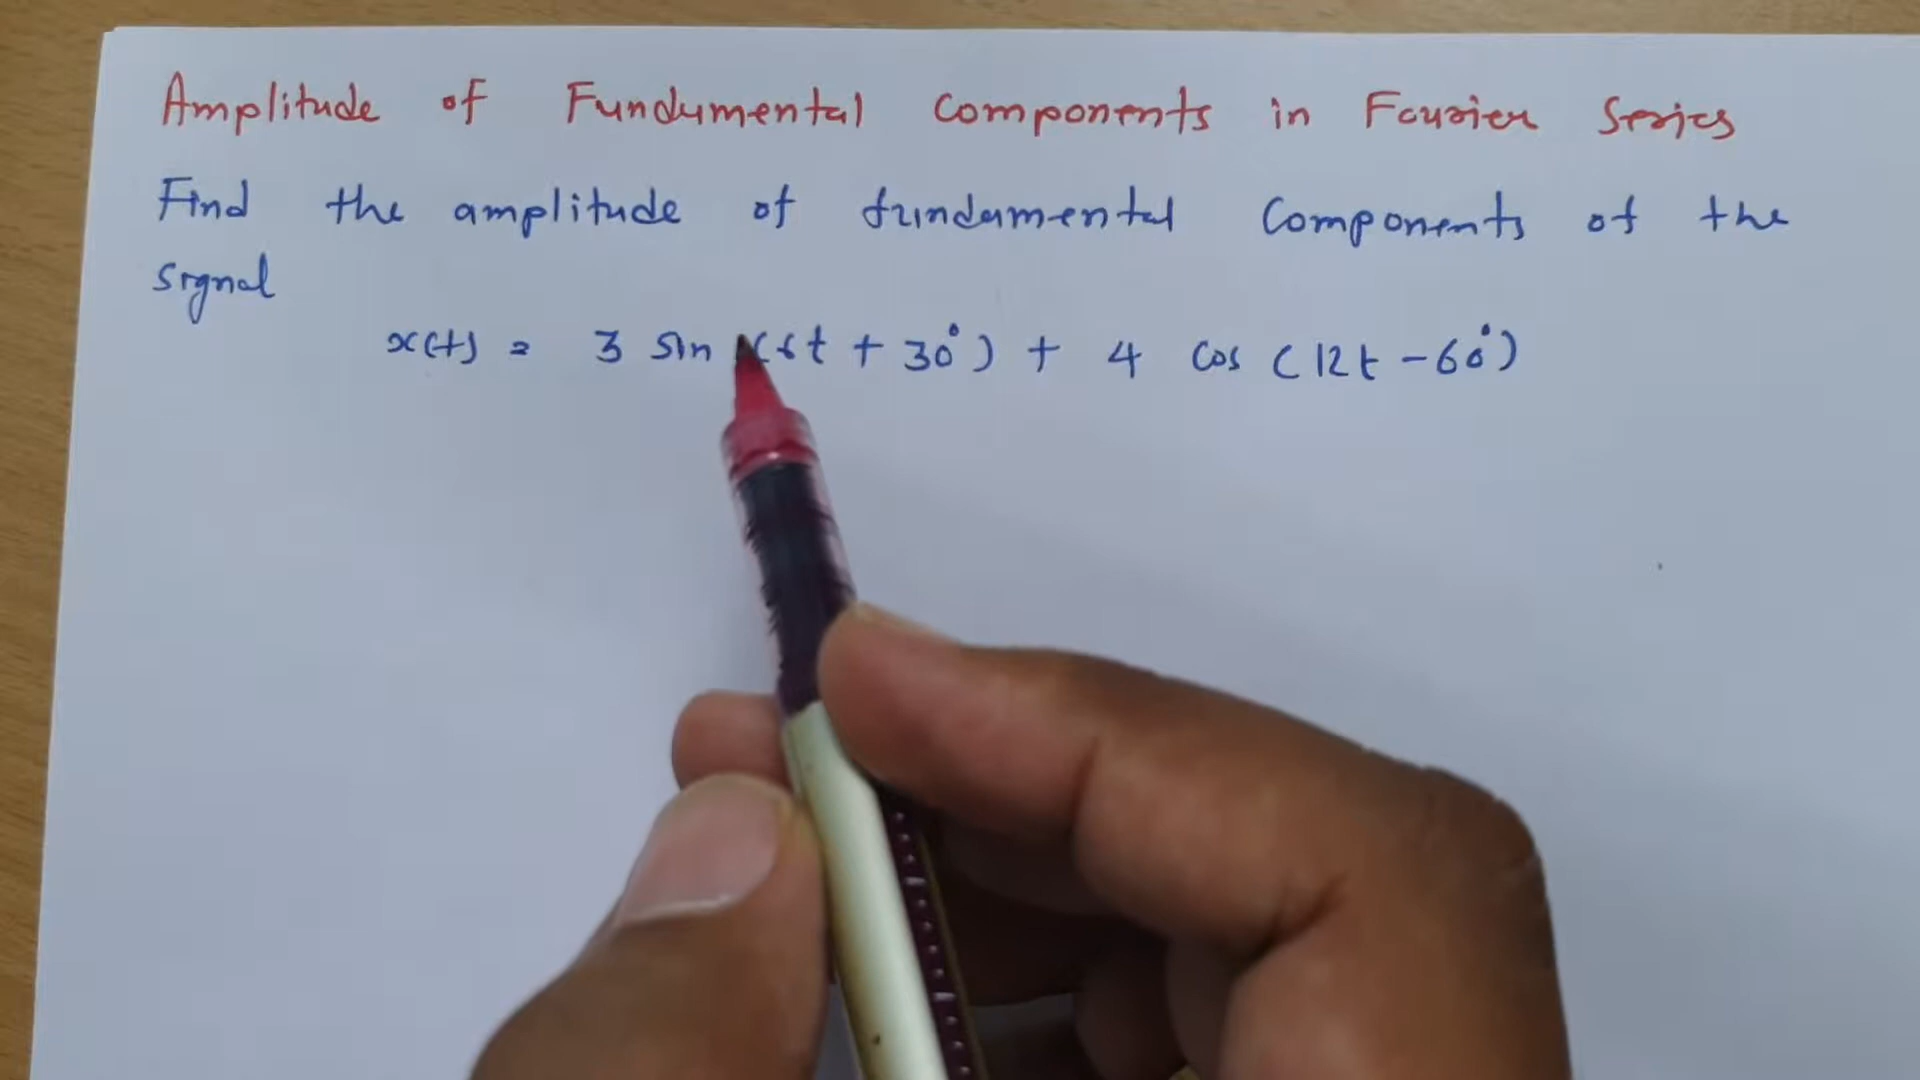 Amplitude of Fundumental Components in Fourier Series
Find the amplitude of fundamental Components of the
signal
x(t) = 3 sin (6t + 30°) + 4 cos (12t - 60°)